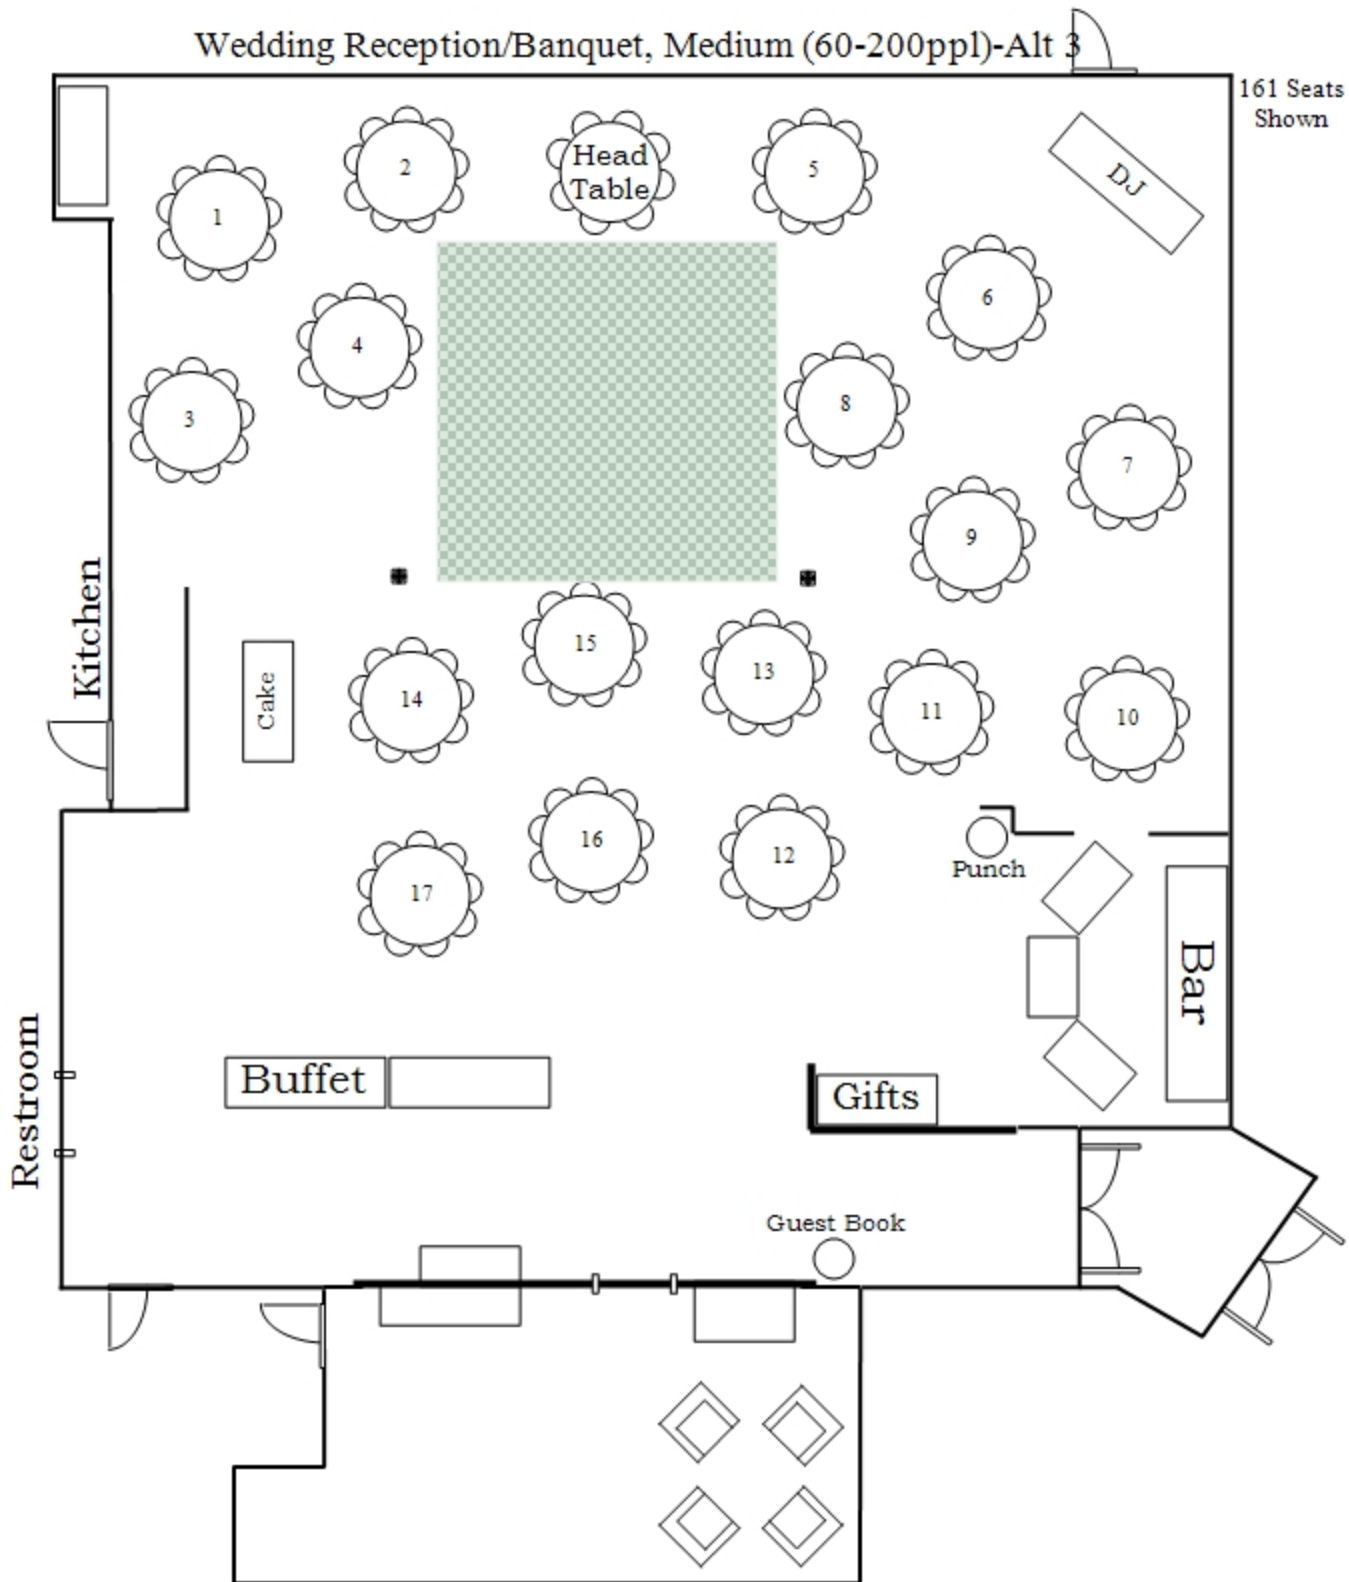 Wedding Reception/Banquet, Medium (60-200ppl)-Alt 3
161 Seats
Shown
2
Head
Table
5
DJ
1
6
4
8
3
7
9
Kitchen
15
13
14
Cake
11
10
16
12
Punch
17
Bar
Restroom
Buffet
Gifts
Guest Book